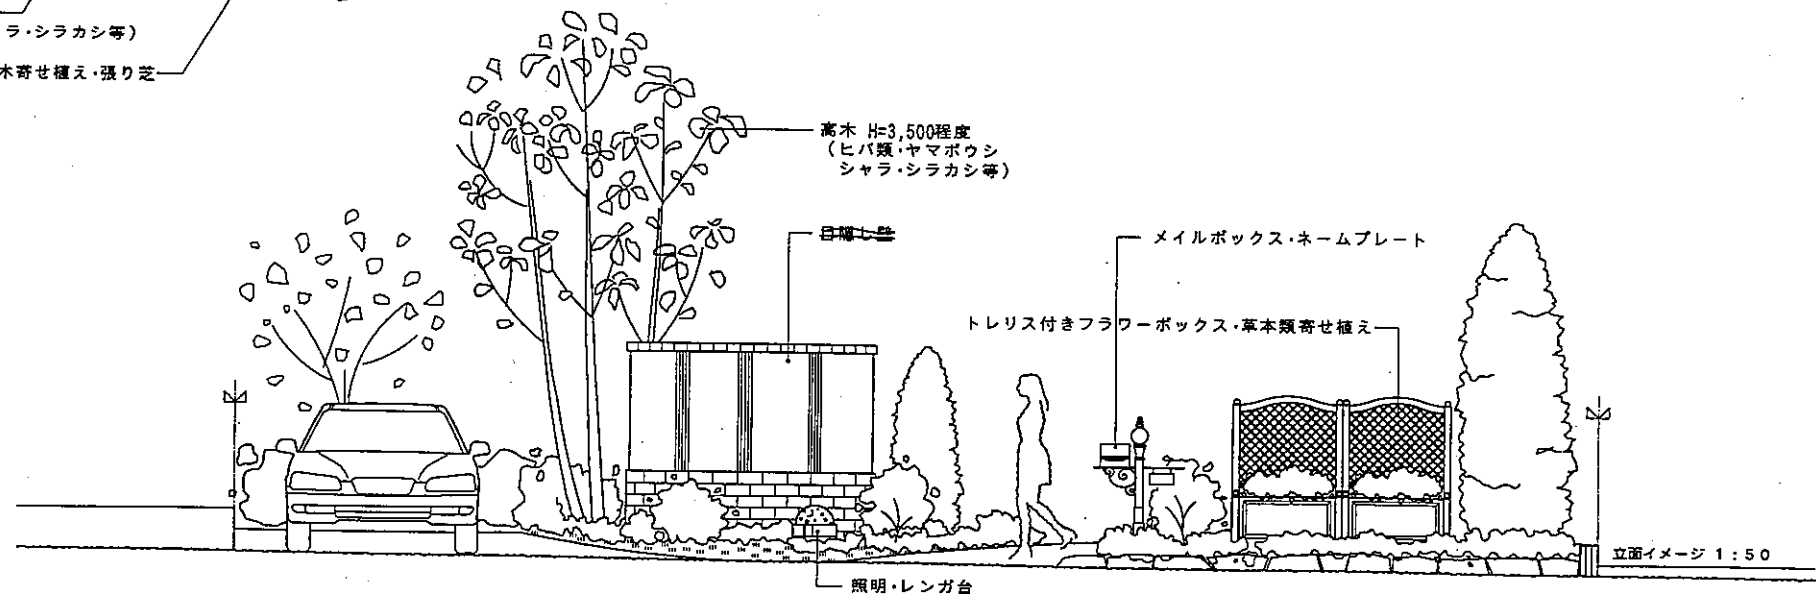 ラ・シラカシ等)
木寄せ植え・張り芝
高木 H=3,500程度
(ヒバ類・ヤマボウシ
シャラ・シラカシ等)
目隠し壁
メイルボックス・ネームプレート
トレリス付きフラワーボックス・草本類寄せ植え
立面イメージ 1:50
照明・レンガ台